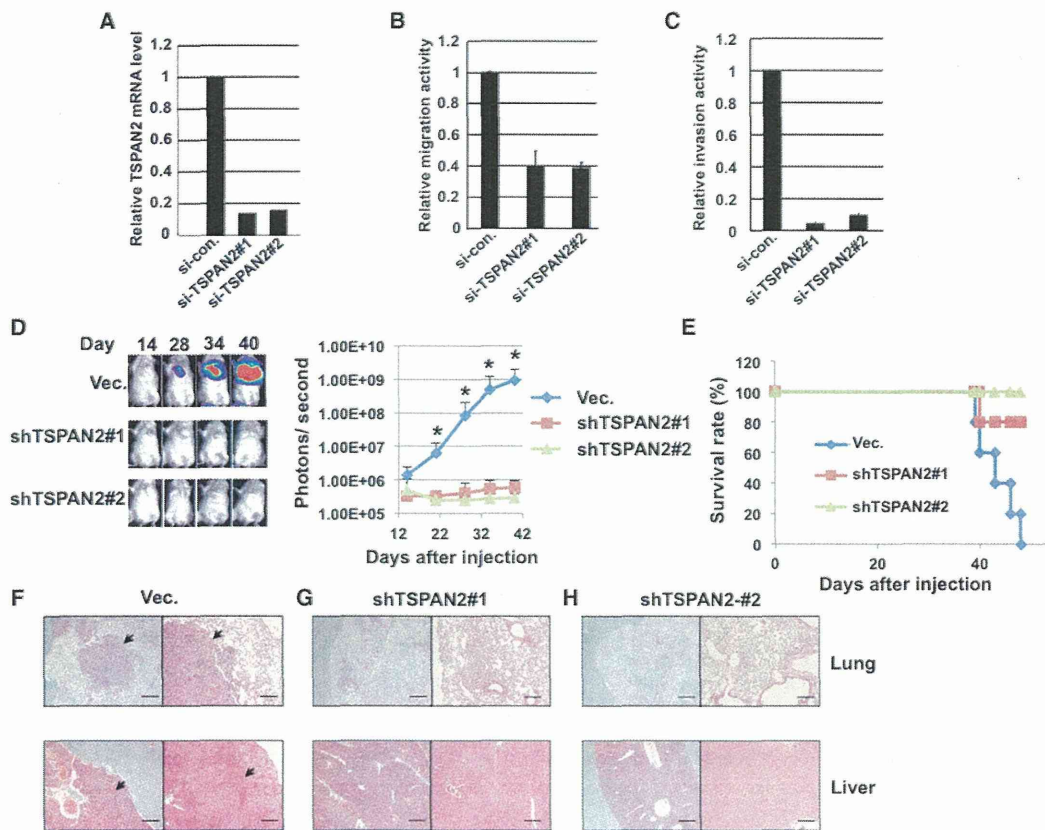 A
Relative TSPAN2 mRNA level
1.2
1
0.8
0.6
0.4
0.2
0
si-con.
si-TSPAN2#1
si-TSPAN2#2
B
Relative migration activity
1.2
1
0.8
0.6
0.4
0.2
0
si-con.
si-TSPAN2#1
si-TSPAN2#2
C
Relative invasion activity
1.2
1
0.8
0.6
0.4
0.2
0
si-con.
si-TSPAN2#1
si-TSPAN2#2
D
Day 14 28 34 40
Vec.
shTSPAN2#1
shTSPAN2#2
Photons/ second
1.00E+10
1.00E+09
1.00E+08
1.00E+07
1.00E+06
1.00E+05
* * * *
12 22 32 42
Days after injection
Vec.
shTSPAN2#1
shTSPAN2#2
E
Survival rate (%)
120
100
80
60
40
20
0
0 20 40
Days after injection
Vec.
shTSPAN2#1
shTSPAN2#2
F Vec.
G shTSPAN2#1
H shTSPAN2-#2
Lung
Liver